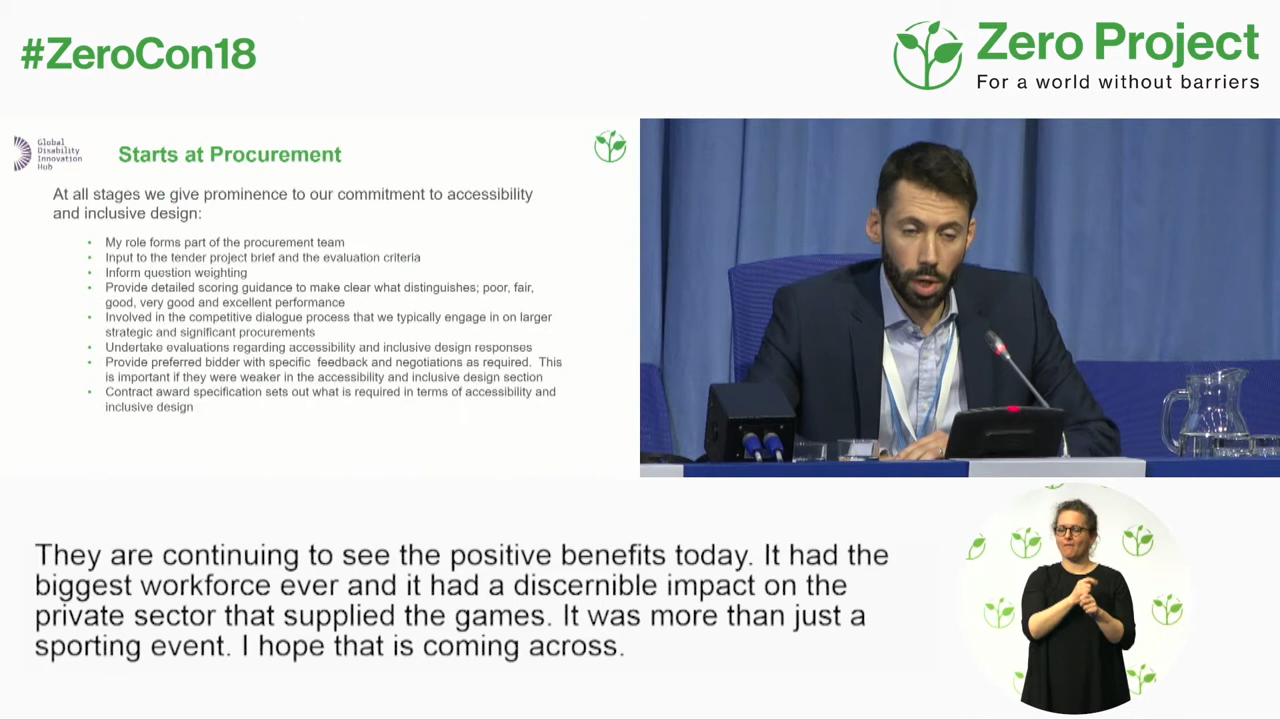 #ZeroCon18
Zero Project
For a world without barriers
Global
Disability
Innovation
Hub
Starts at Procurement
At all stages we give prominence to our commitment to accessibility
and inclusive design:
• My role forms part of the procurement team
• Input to the tender project brief and the evaluation criteria
• Inform question weighting
• Provide detailed scoring guidance to make clear what distinguishes; poor, fair,
good, very good and excellent performance
• Involved in the competitive dialogue process that we typically engage in on larger
strategic and significant procurements
• Undertake evaluations regarding accessibility and inclusive design responses
• Provide preferred bidder with specific feedback and negotiations as required. This
is important if they were weaker in the accessibility and inclusive design section
• Contract award specification sets out what is required in terms of accessibility and
inclusive design
They are continuing to see the positive benefits today. It had the
biggest workforce ever and it had a discernible impact on the
private sector that supplied the games. It was more than just a
sporting event. I hope that is coming across.